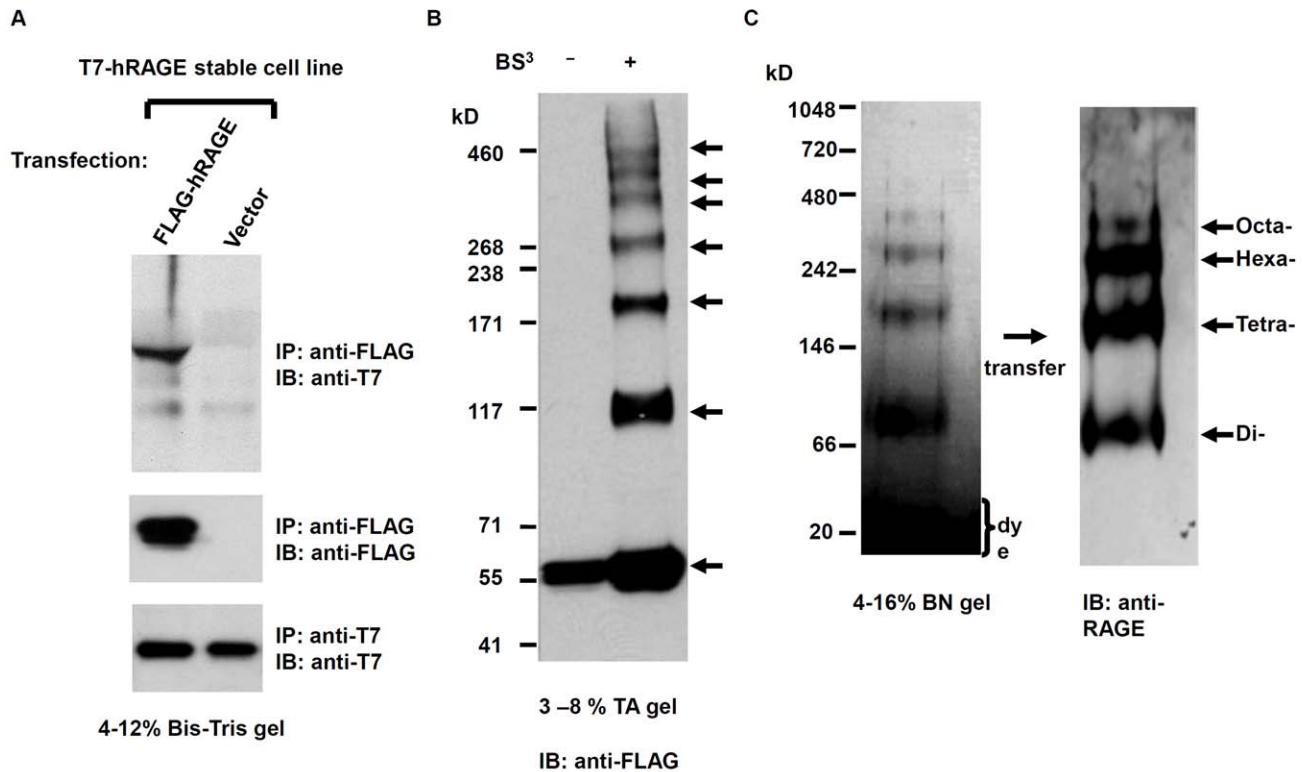 A
T7-hRAGE stable cell line
Transfection:
FLAG-hRAGE
Vector
IP: anti-FLAG
IB: anti-T7
IP: anti-FLAG
IB: anti-FLAG
IP: anti-T7
IB: anti-T7
4-12% Bis-Tris gel
B
BS³ - +
kD
460
268
238
171
117
71
55
41
3 –8 % TA gel
IB: anti-FLAG
C
kD
1048
720
480
242
146
66
20
dy
e
4-16% BN gel
transfer
Octa-
Hexa-
Tetra-
Di-
IB: anti-
RAGE